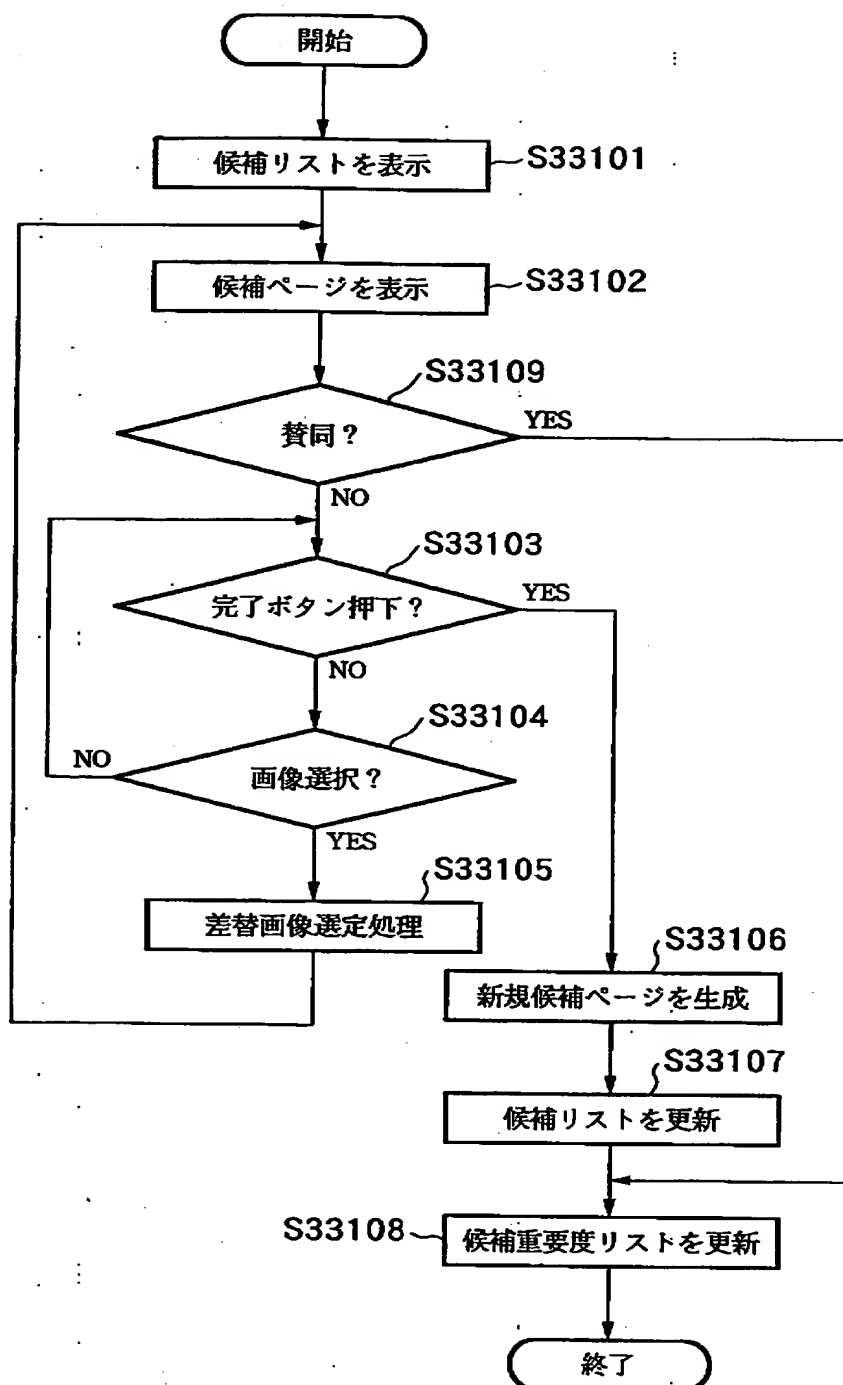 開始
候補リストを表示
S33101
候補ページを表示
S33102
S33109
賛同？
YES
NO
S33103
完了ボタン押下？
YES
NO
S33104
画像選択？
NO
YES
S33105
差替画像選定処理
S33106
新規候補ページを生成
S33107
候補リストを更新
S33108
候補重要度リストを更新
終了